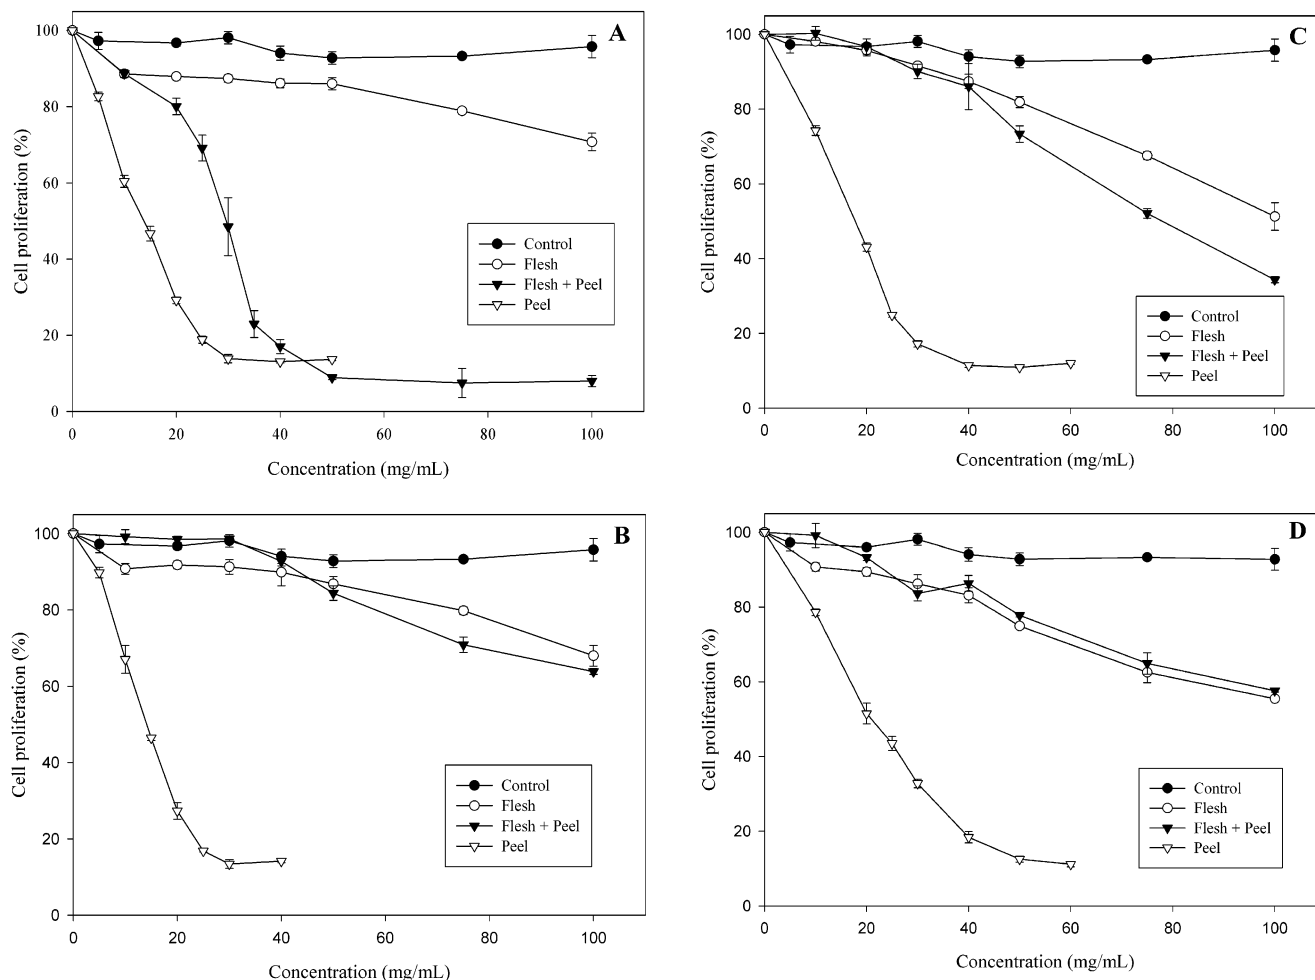 A
100
80
60
40
20
0
Cell proliferation (%)
Control
Flesh
Flesh + Peel
Peel
0 20 40 60 80 100
Concentration (mg/mL)
C
100
80
60
40
20
0
Cell proliferation (%)
Control
Flesh
Flesh + Peel
Peel
0 20 40 60 80 100
Concentration (mg/mL)
B
100
80
60
40
20
0
Cell proliferation (%)
Control
Flesh
Flesh + Peel
Peel
0 20 40 60 80 100
Concentration (mg/mL)
D
100
80
60
40
20
0
Cell proliferation (%)
Control
Flesh
Flesh + Peel
Peel
0 20 40 60 80 100
Concentration (mg/mL)